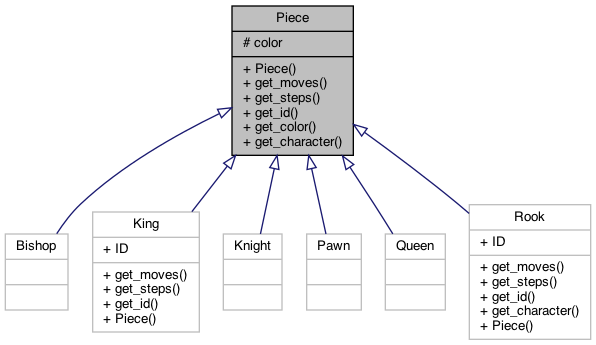 Piece
# color
+ Piece()
+ get_moves()
+ get_steps()
+ get_id()
+ get_color()
+ get_character()
Bishop
King
+ ID
+ get_moves()
+ get_steps()
+ get_id()
+ Piece()
Knight
Pawn
Queen
Rook
+ ID
+ get_moves()
+ get_steps()
+ get_id()
+ get_character()
+ Piece()